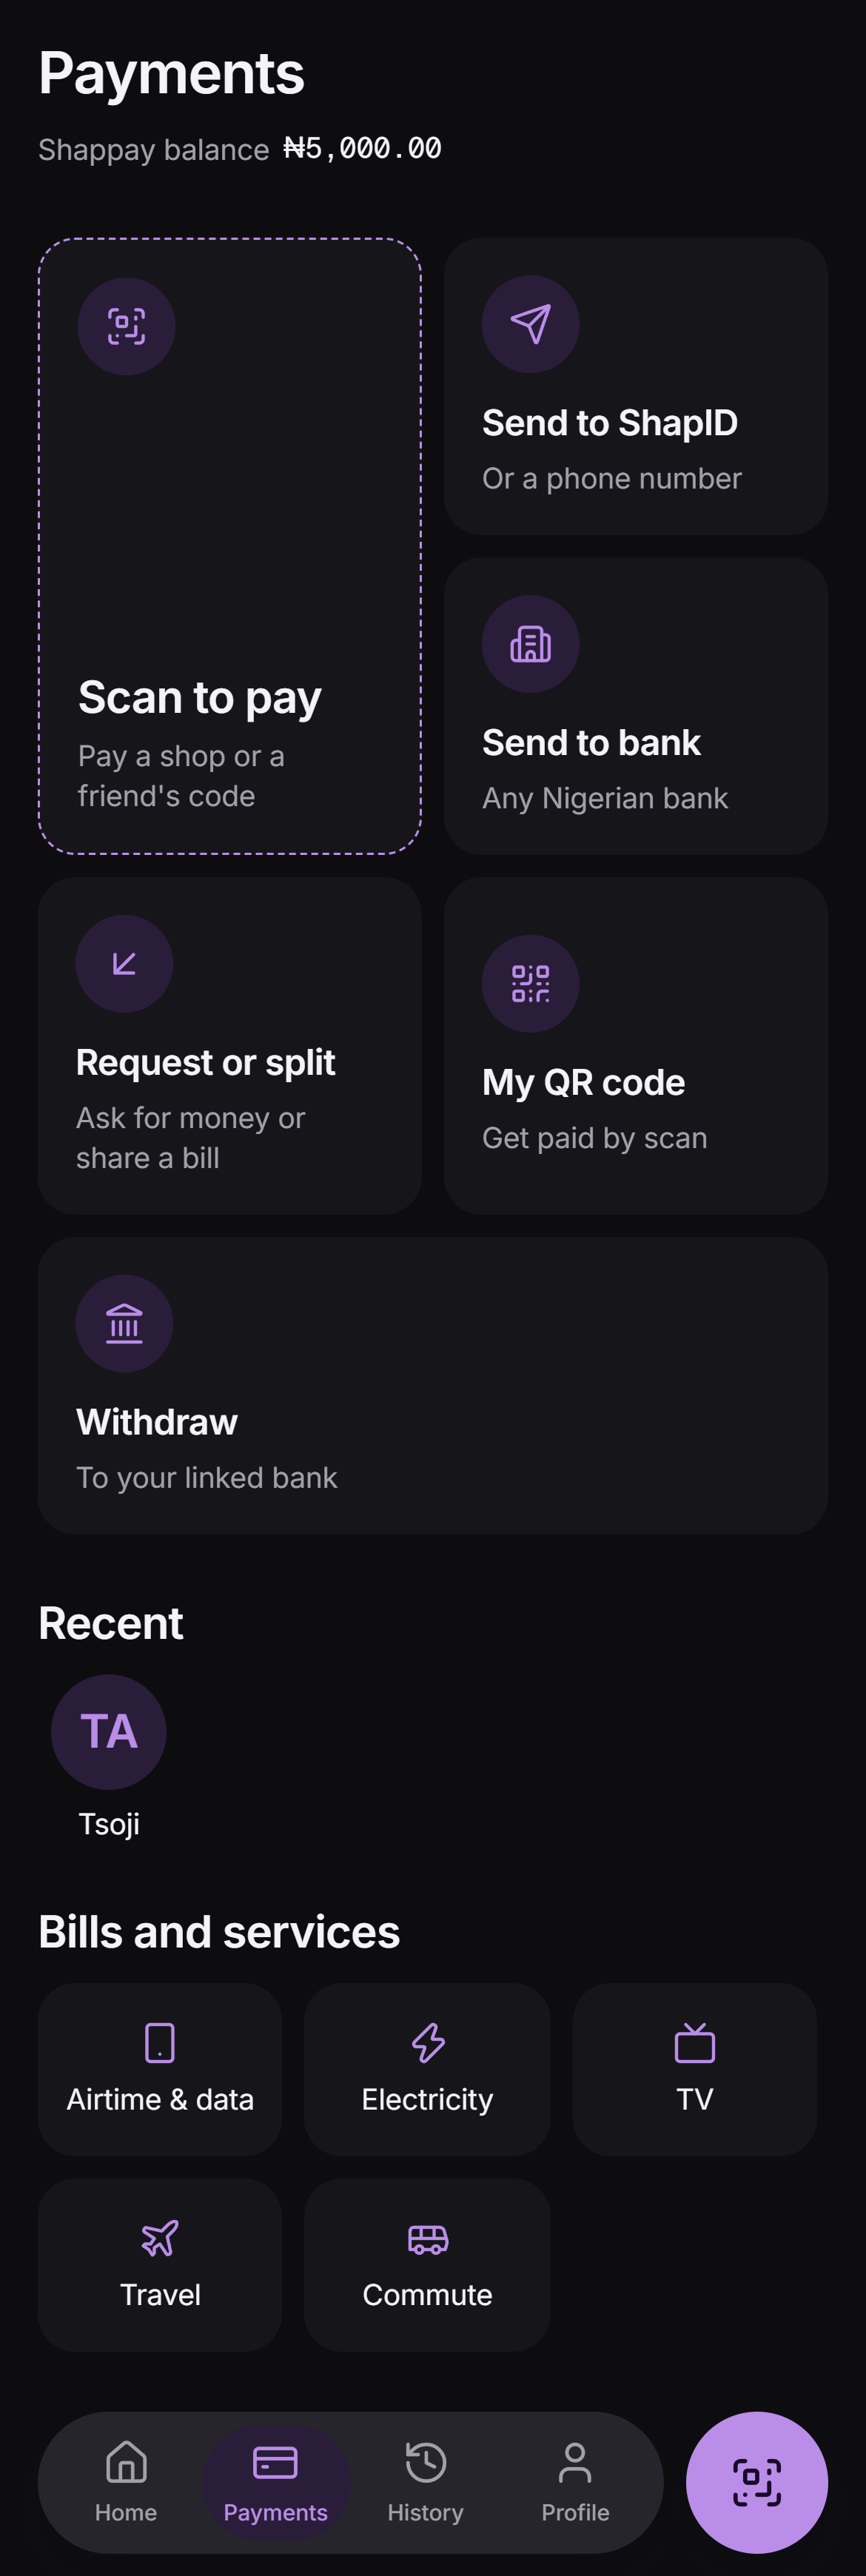 Payments
Shappay balance ₦5,000.00
Scan to pay
Pay a shop or a
friend's code
Send to ShapID
Or a phone number
Send to bank
Any Nigerian bank
Request or split
Ask for money or
share a bill
My QR code
Get paid by scan
Withdraw
To your linked bank
Recent
TA
Tsoji
Bills and services
Airtime & data
Electricity
TV
Travel
Commute
Home
Payments
History
Profile